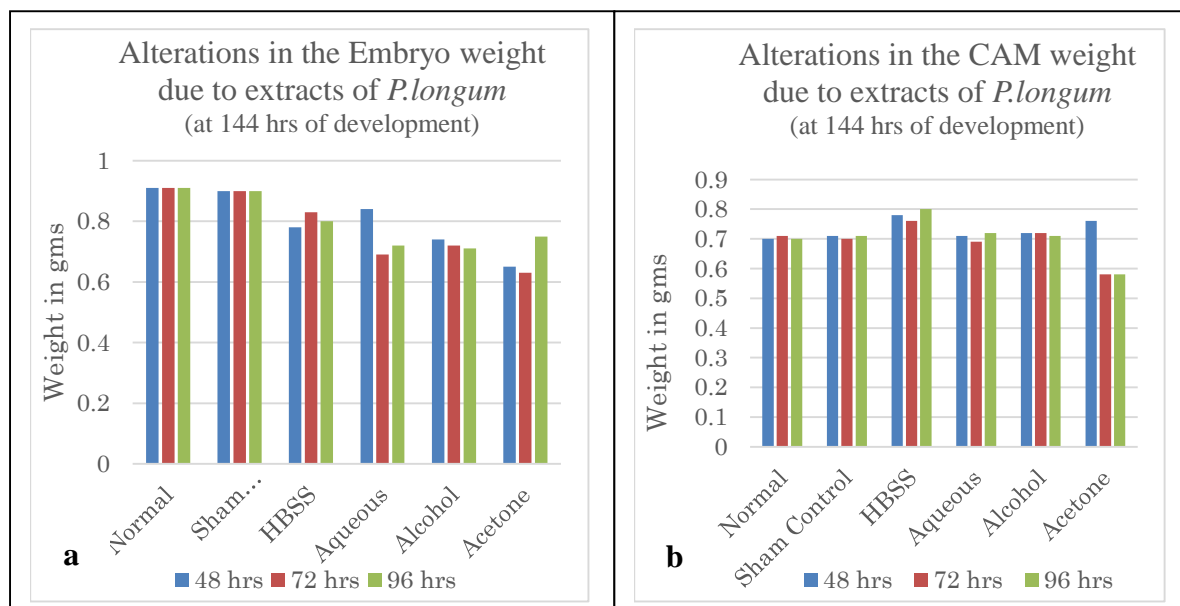 Alterations in the Embryo weight
due to extracts of P.longum
(at 144 hrs of development)
Weight in gms
1
0.8
0.6
0.4
0.2
0
Normal
Sham...
HBSS
Aqueous
Alcohol
Acetone
a
48 hrs 72 hrs 96 hrs
Alterations in the CAM weight
due to extracts of P.longum
(at 144 hrs of development)
Weight in gms
0.9
0.8
0.7
0.6
0.5
0.4
0.3
0.2
0.1
0
Normal
Sham Control
HBSS
Aqueous
Alcohol
Acetone
b
48 hrs 72 hrs 96 hrs